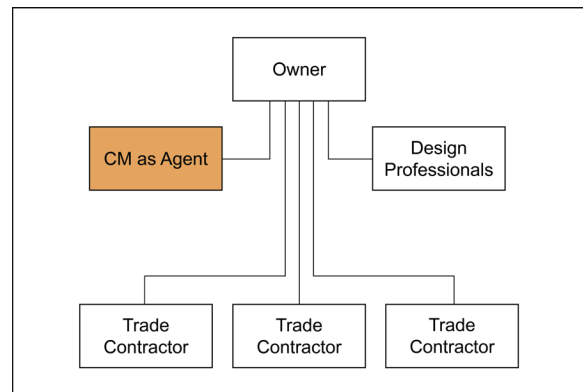 Owner
CM as Agent
Design
Professionals
Trade
Contractor
Trade
Contractor
Trade
Contractor